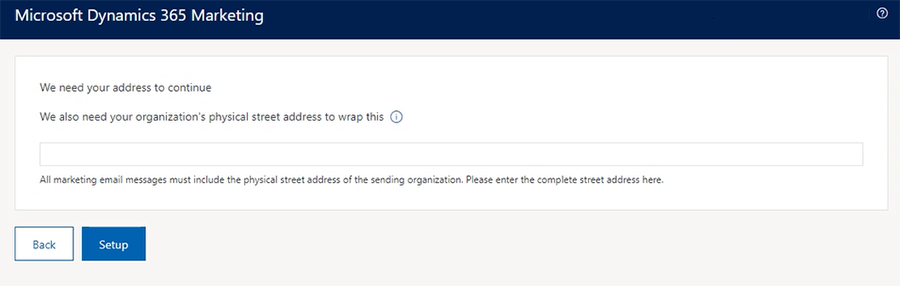 Microsoft Dynamics 365 Marketing
We need your address to continue
We also need your organization's physical street address to wrap this
All marketing email messages must include the physical street address of the sending organization. Please enter the complete street address here.
Back
Setup